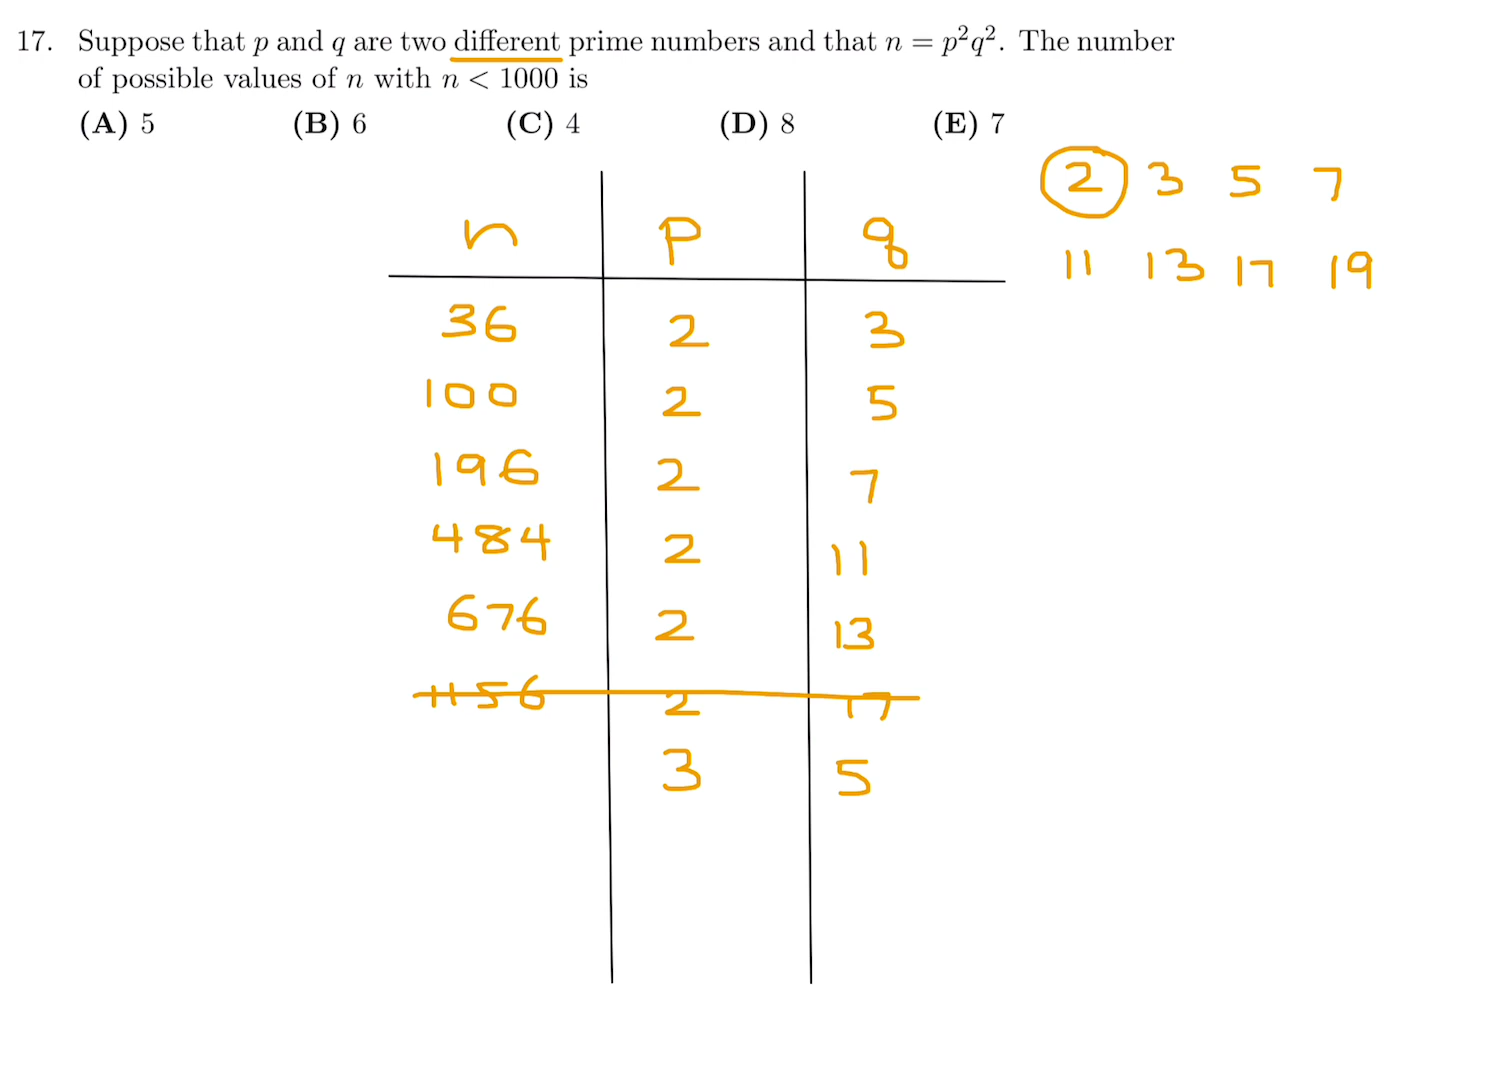 17. Suppose that p and q are two different prime numbers and that n = p²q². The number
of possible values of n with n < 1000 is
(A) 5 (B) 6 (C) 4 (D) 8 (E) 7
2 3 5 7
11 13 17 19
n p q
36 2 3
100 2 5
196 2 7
484 2 11
676 2 13
1156 2 17
3 5